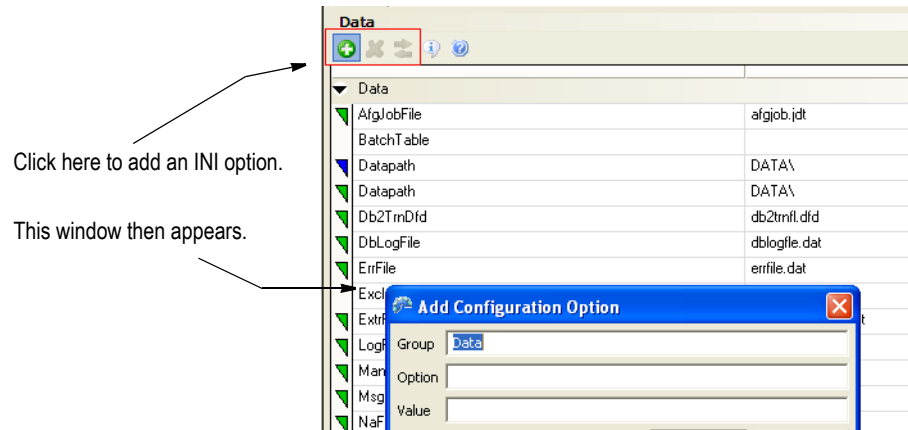 Data
Data
AfgJobFile afgjob.jdt
BatchTable
Click here to add an INI option.
Datapath DATA\
Datapath DATA\
Db2TrnDfd db2trnfl.dfd
This window then appears.
DbLogFile dblogfle.dat
ErrFile errfile.dat
Add Configuration Option
Group Data
Option
Value